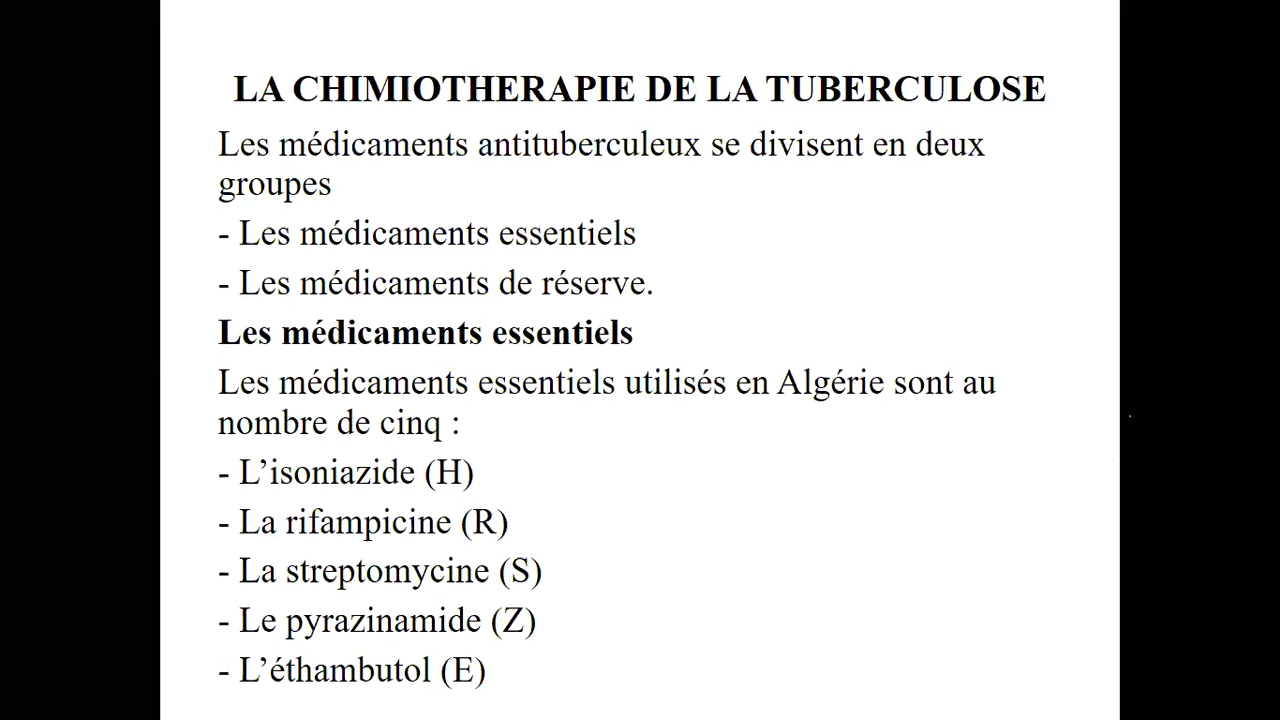 LA CHIMIOTHERAPIE DE LA TUBERCULOSE
Les médicaments antituberculeux se divisent en deux
groupes
- Les médicaments essentiels
- Les médicaments de réserve.
Les médicaments essentiels
Les médicaments essentiels utilisés en Algérie sont au
nombre de cinq :
- L’isoniazide (H)
- La rifampicine (R)
- La streptomycine (S)
- Le pyrazinamide (Z)
- L’éthambutol (E)